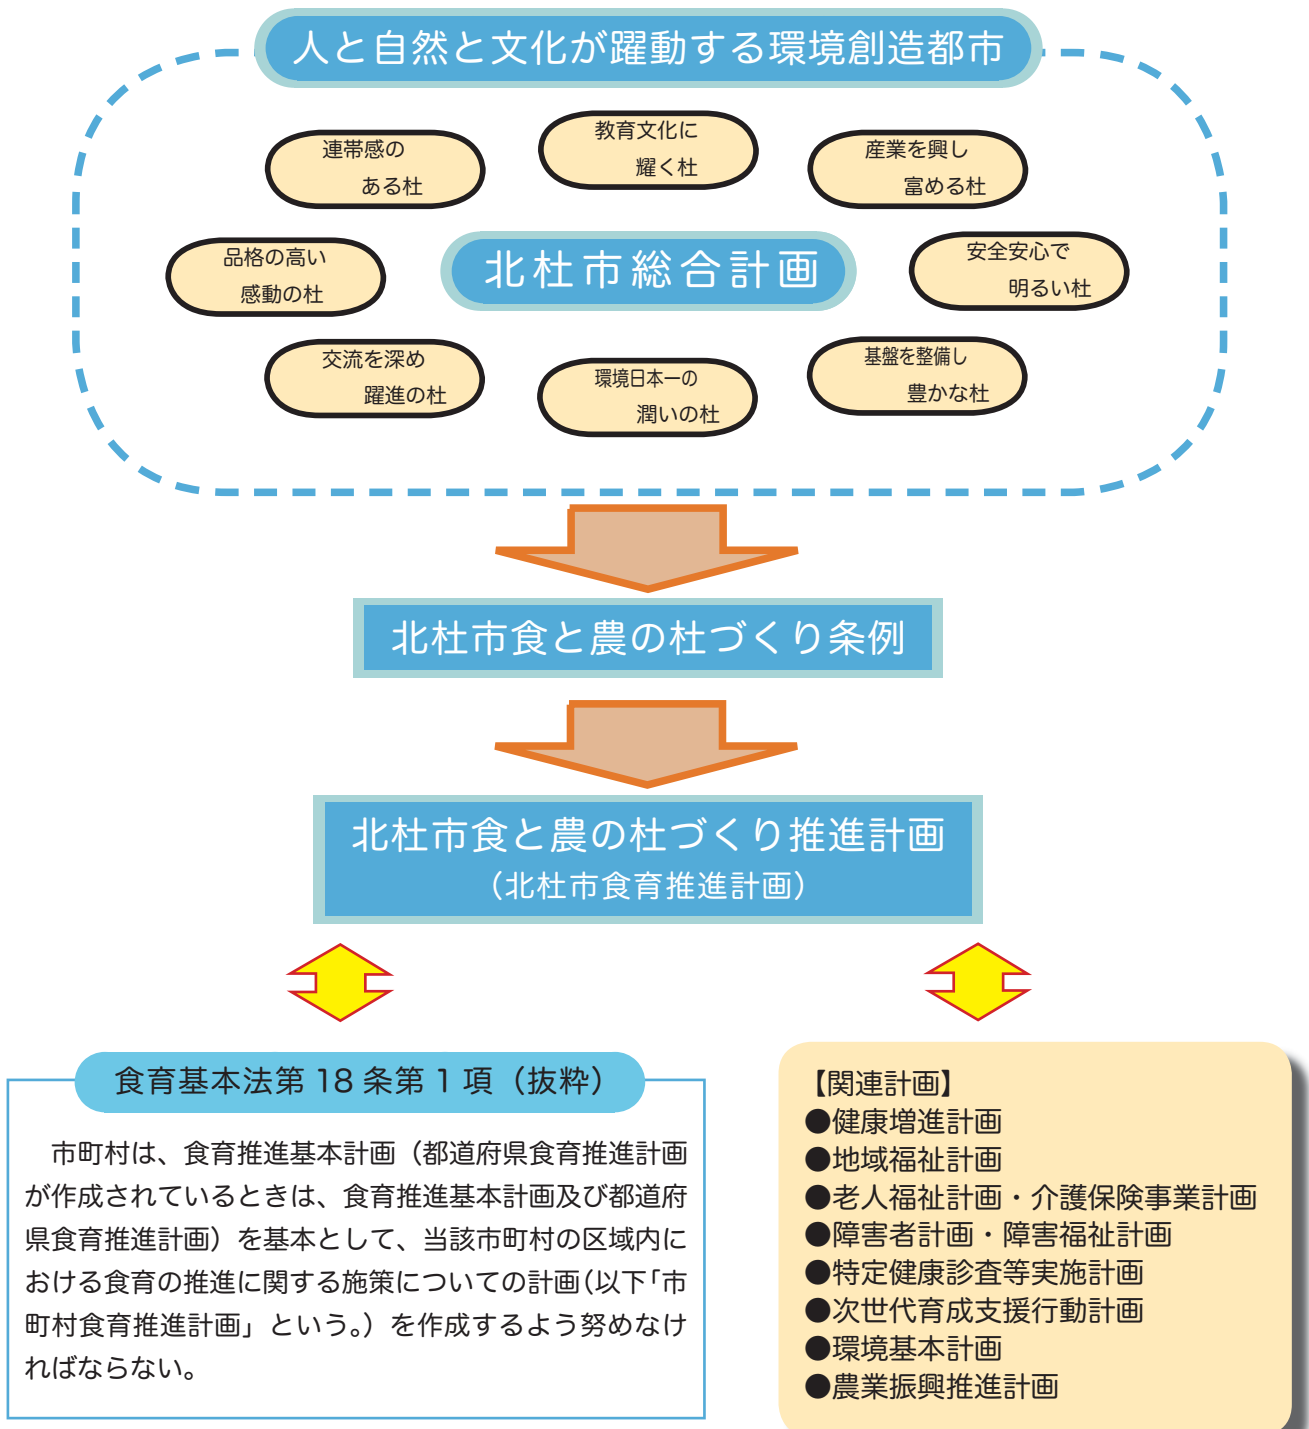 人と自然と文化が躍動する環境創造都市
教育文化に
耀く杜
連帯感の
ある杜
産業を興し
富める杜
品格の高い
感動の杜
北杜市総合計画
安全安心で
明るい杜
交流を深め
躍進の杜
環境日本一の
潤いの杜
基盤を整備し
豊かな杜
北杜市食と農の杜づくり条例
北杜市食と農の杜づくり推進計画
（北杜市食育推進計画）
食育基本法第 18 条第 1 項（抜粋）
市町村は、食育推進基本計画（都道府県食育推進計画
が作成されているときは、食育推進基本計画及び都道府
県食育推進計画）を基本として、当該市町村の区域内に
おける食育の推進に関する施策についての計画（以下「市
町村食育推進計画」という。）を作成するよう努めなけ
ればならない。
【関連計画】
●健康増進計画
●地域福祉計画
●老人福祉計画・介護保険事業計画
●障害者計画・障害福祉計画
●特定健康診査等実施計画
●次世代育成支援行動計画
●環境基本計画
●農業振興推進計画